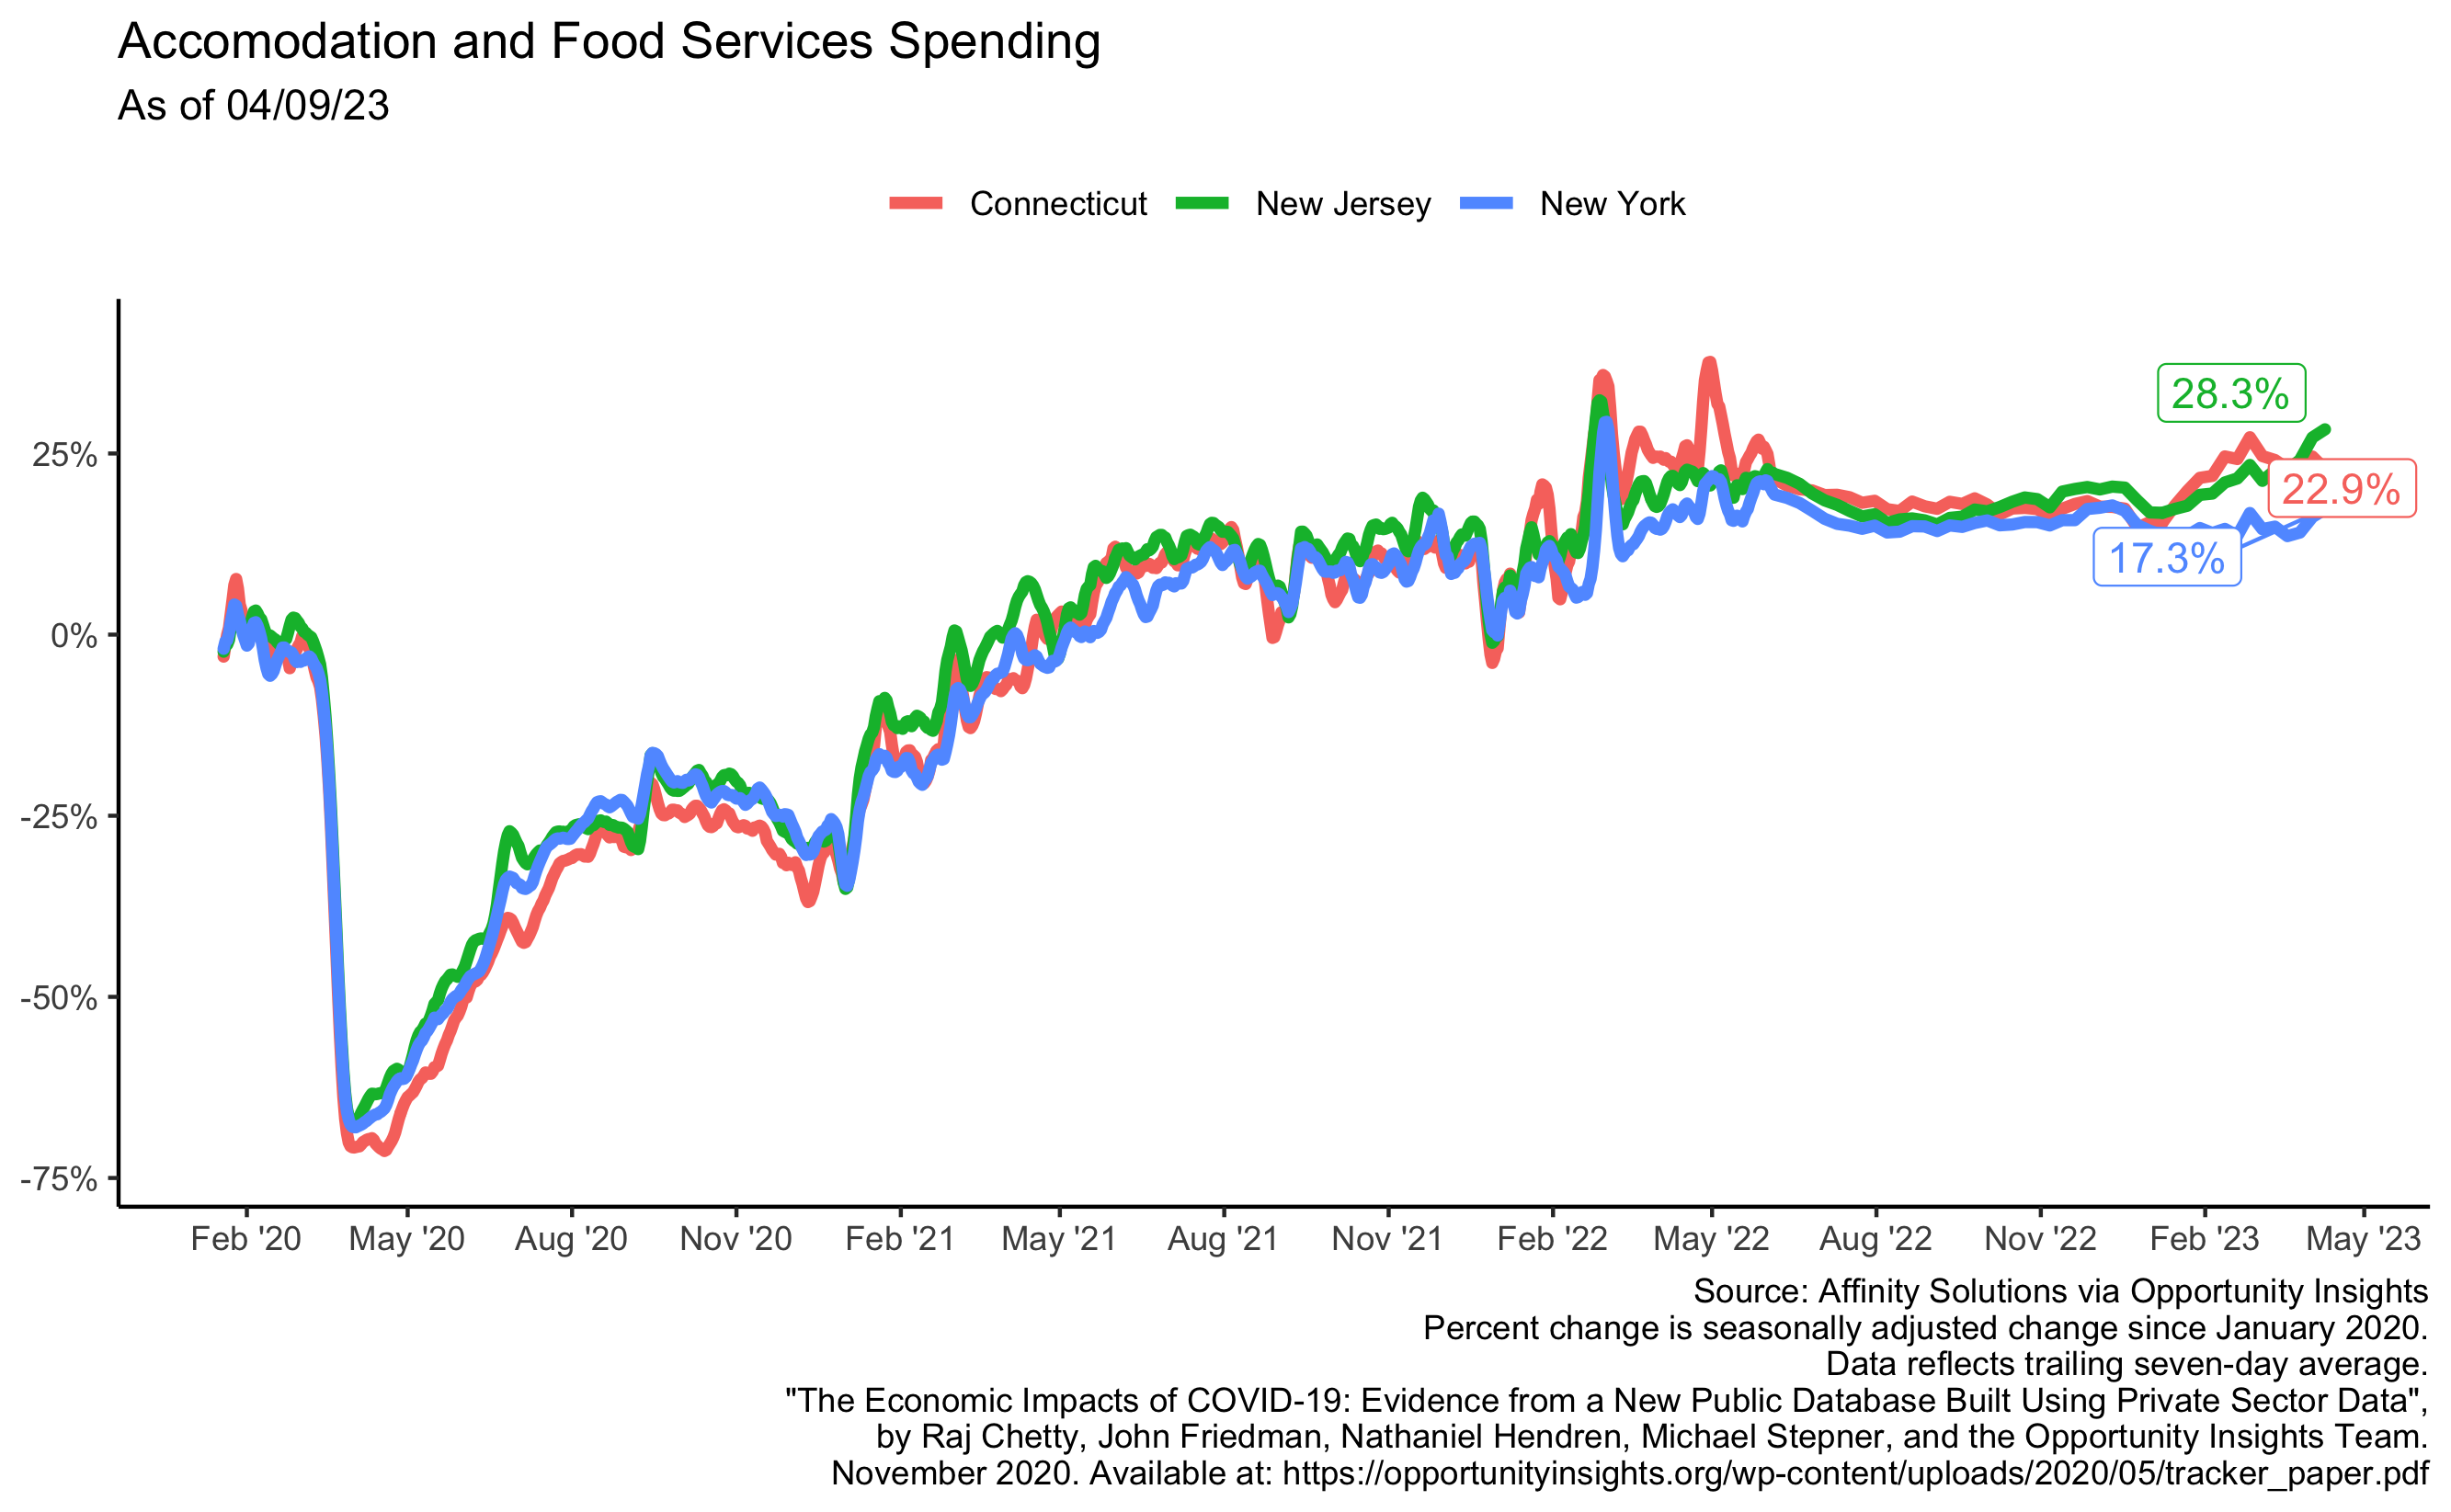 Accomodation and Food Services Spending
As of 04/09/23
Connecticut New Jersey New York
28.3%
25%
22.9%
17.3%
0%
-25%
-50%
-75%
Feb '20 May '20 Aug '20 Nov '20 Feb '21 May '21 Aug '21 Nov '21 Feb '22 May '22 Aug '22 Nov '22 Feb '23 May '23
Source: Affinity Solutions via Opportunity Insights
Percent change is seasonally adjusted change since January 2020.
Data reflects trailing seven-day average.
"The Economic Impacts of COVID-19: Evidence from a New Public Database Built Using Private Sector Data",
by Raj Chetty, John Friedman, Nathaniel Hendren, Michael Stepner, and the Opportunity Insights Team.
November 2020. Available at: https://opportunityinsights.org/wp-content/uploads/2020/05/tracker_paper.pdf